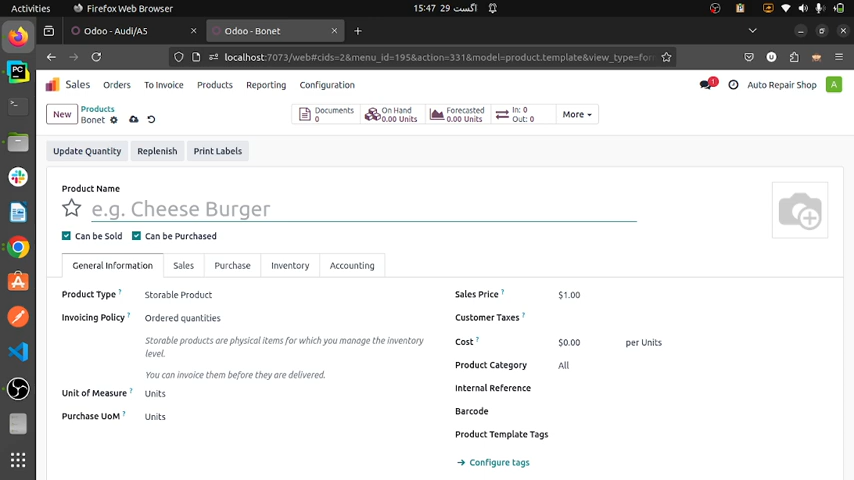 Activities
Firefox Web Browser
15:47 29 آگست
Odoo - Audi/A5
Odoo - Bonet
localhost:7073/web#cids=2&menu_id=195&action=331&model=product.template&view_type=for
Sales Orders To Invoice Products Reporting Configuration
1
Auto Repair Shop
A
New
Products
Bonet
Documents
0
On Hand
0.00 Units
Forecasted
0.00 Units
In: 0
Out: 0
More
Update Quantity
Replenish
Print Labels
Product Name
e.g. Cheese Burger
Can be Sold
Can be Purchased
General Information
Sales
Purchase
Inventory
Accounting
Product Type ?
Storable Product
Invoicing Policy ?
Ordered quantities
Storable products are physical items for which you manage the inventory
level.
You can invoice them before they are delivered.
Unit of Measure ?
Units
Purchase UoM ?
Units
Sales Price ?
$1.00
Customer Taxes ?
Cost ?
$0.00
per Units
Product Category
All
Internal Reference
Barcode
Product Template Tags
Configure tags